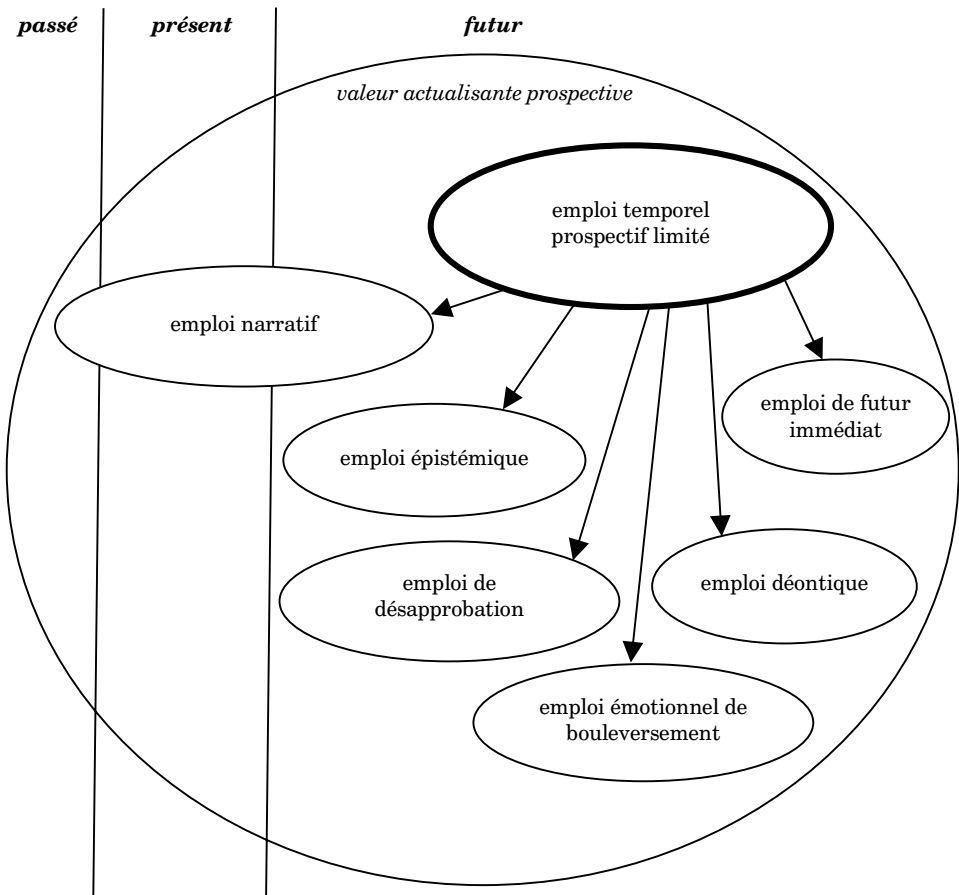 passé
présent
futur
valeur actualisante prospective
emploi temporel
prospectif limité
emploi narratif
emploi de futur
immédiat
emploi épistémique
emploi de
désapprobation
emploi déontique
emploi émotionnel de
bouleversement